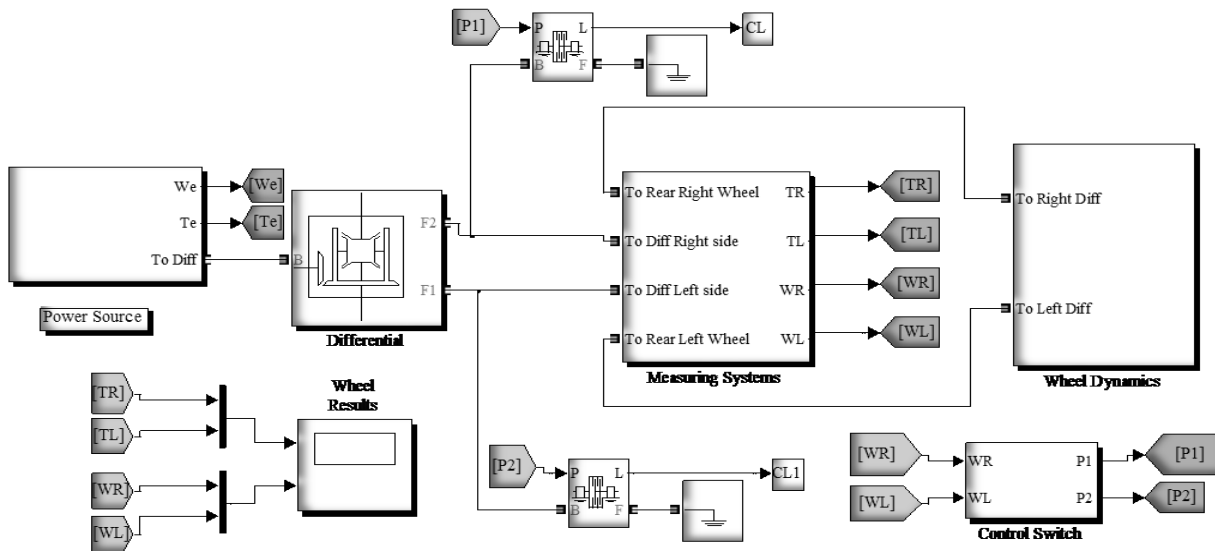 [P1]
P
L
CL
B
F
We
[We]
Te
[Te]
To Diff
B
F2
F1
Differential
Power Source
To Rear Right Wheel
TR
[TR]
To Diff Right side
TL
[TL]
To Diff Left side
WR
[WR]
To Rear Left Wheel
WL
[WL]
Measuring Systems
To Right Diff
To Left Diff
Wheel Dynamics
[TR]
[TL]
[WR]
[WL]
Wheel
Results
[P2]
P
L
CL1
B
F
[WR]
WR
P1
[P1]
[WL]
WL
P2
[P2]
Control Switch